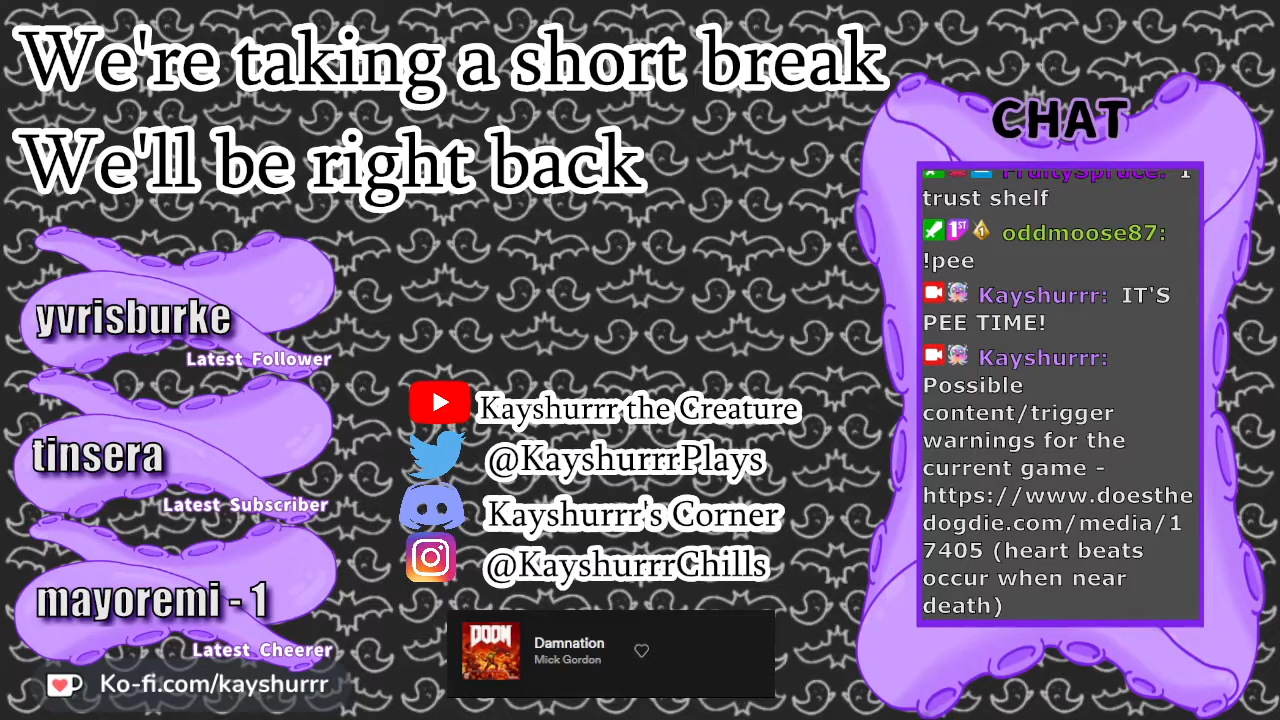 We're taking a short break
We'll be right back
CHAT
FruitySpruce: I
trust shelf
1ST 1 oddmoose87:
!pee
Kayshurrr: IT'S
PEE TIME!
Kayshurrr:
Possible
content/trigger
warnings for the
current game -
https://www.doesthe
dogdie.com/media/1
7405 (heart beats
occur when near
death)
yvrisburke
Latest Follower
tinsera
Latest Subscriber
mayoremi - 1
Latest Cheerer
Ko-fi.com/kayshurrr
Kayshurrr the Creature
@KayshurrrPlays
Kayshurrr's Corner
@KayshurrrChills
DOOM
Damnation
Mick Gordon